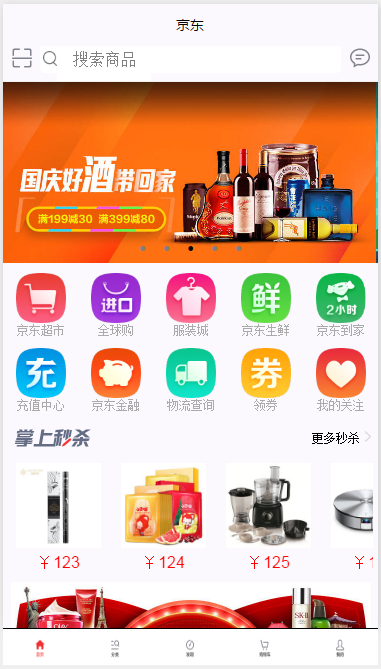 京东
搜索商品
国庆好酒带回家
满199减30 满399减80
进口
鲜
2小时
京东超市 全球购 服装城 京东生鲜 京东到家
充
券
充值中心 京东金融 物流查询 领券 我的关注
掌上秒杀 更多秒杀
￥123 ￥124 ￥125 ￥1
SK-II
首页 分类 发现 购物车 我的